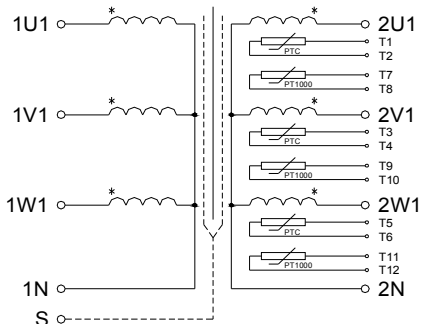 * *
1U1 2U1
T1
PTC
T2
T7
PT1000
T8
* *
1V1 2V1
T3
PTC
T4
T9
PT1000
T10
* *
1W1 2W1
T5
PTC
T6
T11
PT1000
T12
1N 2N
S